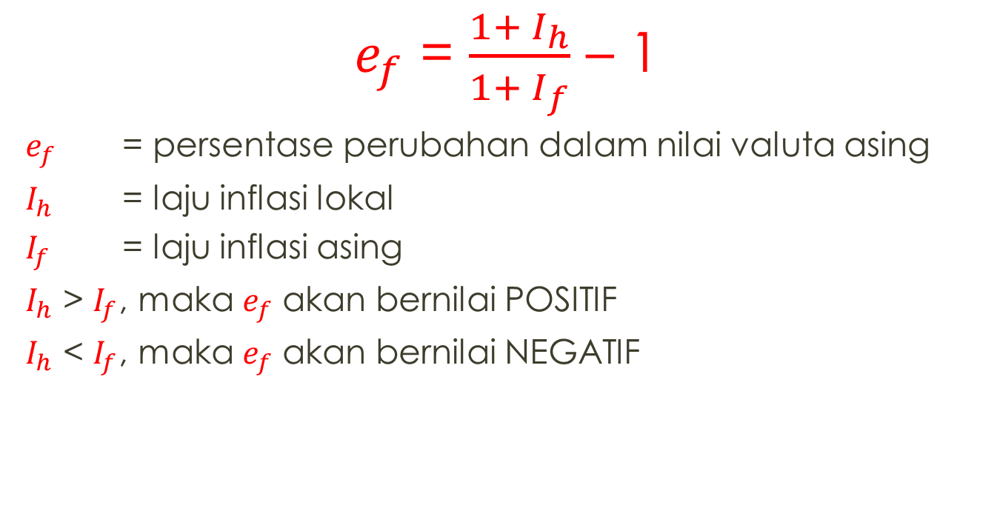 e_f = \frac{1+ I_h}{1+ I_f} − 1
e_f = persentase perubahan dalam nilai valuta asing
I_h = laju inflasi lokal
I_f = laju inflasi asing
I_h > I_f, maka e_f akan bernilai POSITIF
I_h < I_f, maka e_f akan bernilai NEGATIF